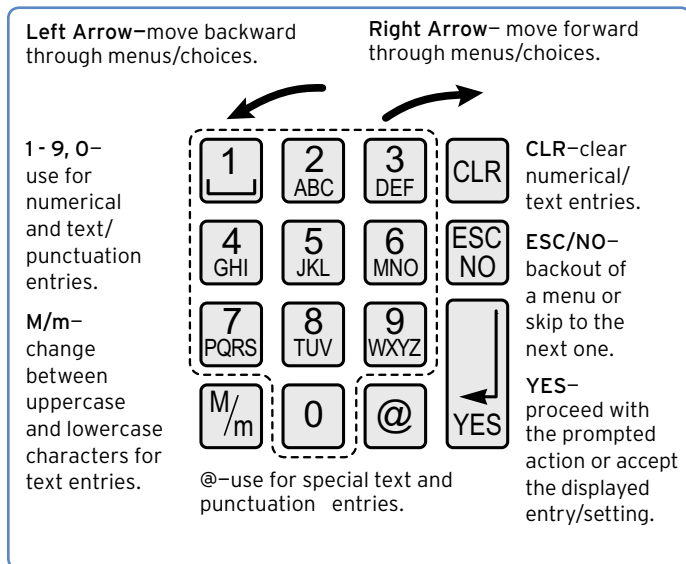 Left Arrow–move backward
through menus/choices.
Right Arrow– move forward
through menus/choices.
1 - 9, 0–
use for
numerical
and text/
punctuation
entries.
M/m–
change
between
uppercase
and lowercase
characters for
text entries.
1
2
ABC
3
DEF
CLR
4
GHI
5
JKL
6
MNO
ESC
NO
7
PQRS
8
TUV
9
WXYZ
M/m
0
@
YES
@–use for special text and
punctuation entries.
CLR–clear
numerical/
text entries.
ESC/NO–
backout of
a menu or
skip to the
next one.
YES–
proceed with
the prompted
action or accept
the displayed
entry/setting.